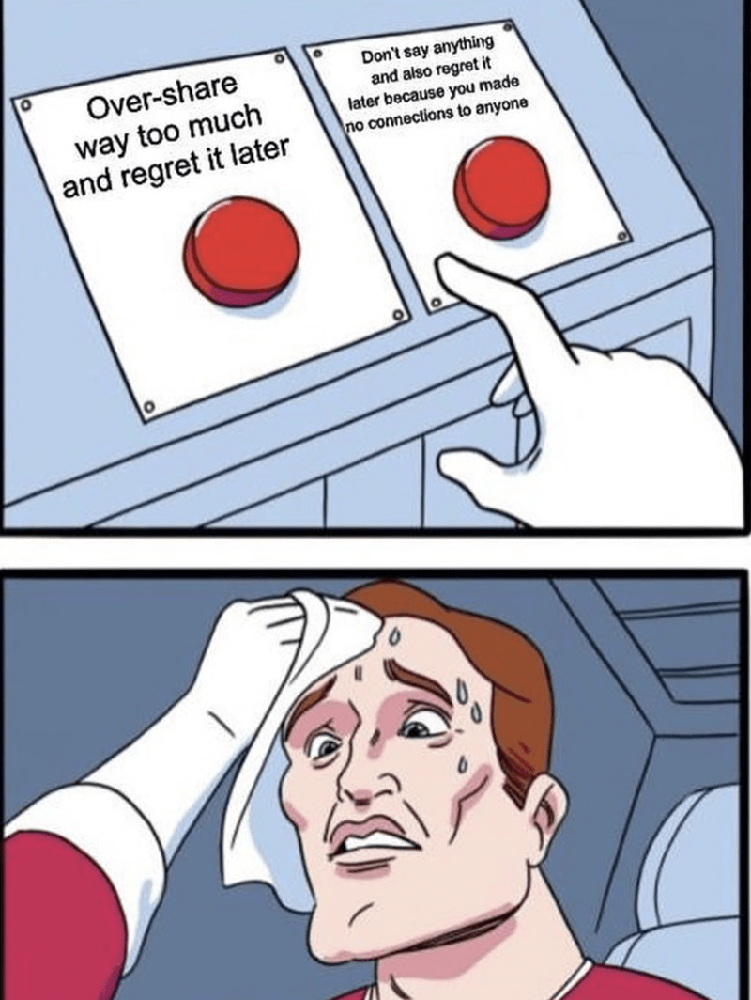 Over-share
way too much
and regret it later
Don't say anything
and also regret it
later because you made
no connections to anyone